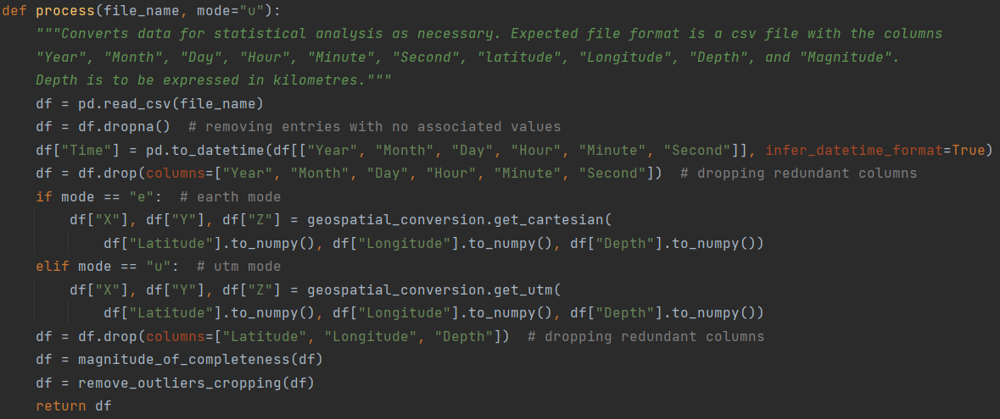 def process(file_name, mode="u"):
    """Converts data for statistical analysis as necessary. Expected file format is a csv file with the columns
    "Year", "Month", "Day", "Hour", "Minute", "Second", "latitude", "Longitude", "Depth", and "Magnitude".
    Depth is to be expressed in kilometres."""
    df = pd.read_csv(file_name)
    df = df.dropna()  # removing entries with no associated values
    df["Time"] = pd.to_datetime(df[["Year", "Month", "Day", "Hour", "Minute", "Second"]], infer_datetime_format=True)
    df = df.drop(columns=["Year", "Month", "Day", "Hour", "Minute", "Second"])  # dropping redundant columns
    if mode == "e":  # earth mode
        df["X"], df["Y"], df["Z"] = geospatial_conversion.get_cartesian(
            df["Latitude"].to_numpy(), df["Longitude"].to_numpy(), df["Depth"].to_numpy())
    elif mode == "u":  # utm mode
        df["X"], df["Y"], df["Z"] = geospatial_conversion.get_utm(
            df["Latitude"].to_numpy(), df["Longitude"].to_numpy(), df["Depth"].to_numpy())
    df = df.drop(columns=["Latitude", "Longitude", "Depth"])  # dropping redundant columns
    df = magnitude_of_completeness(df)
    df = remove_outliers_cropping(df)
    return df